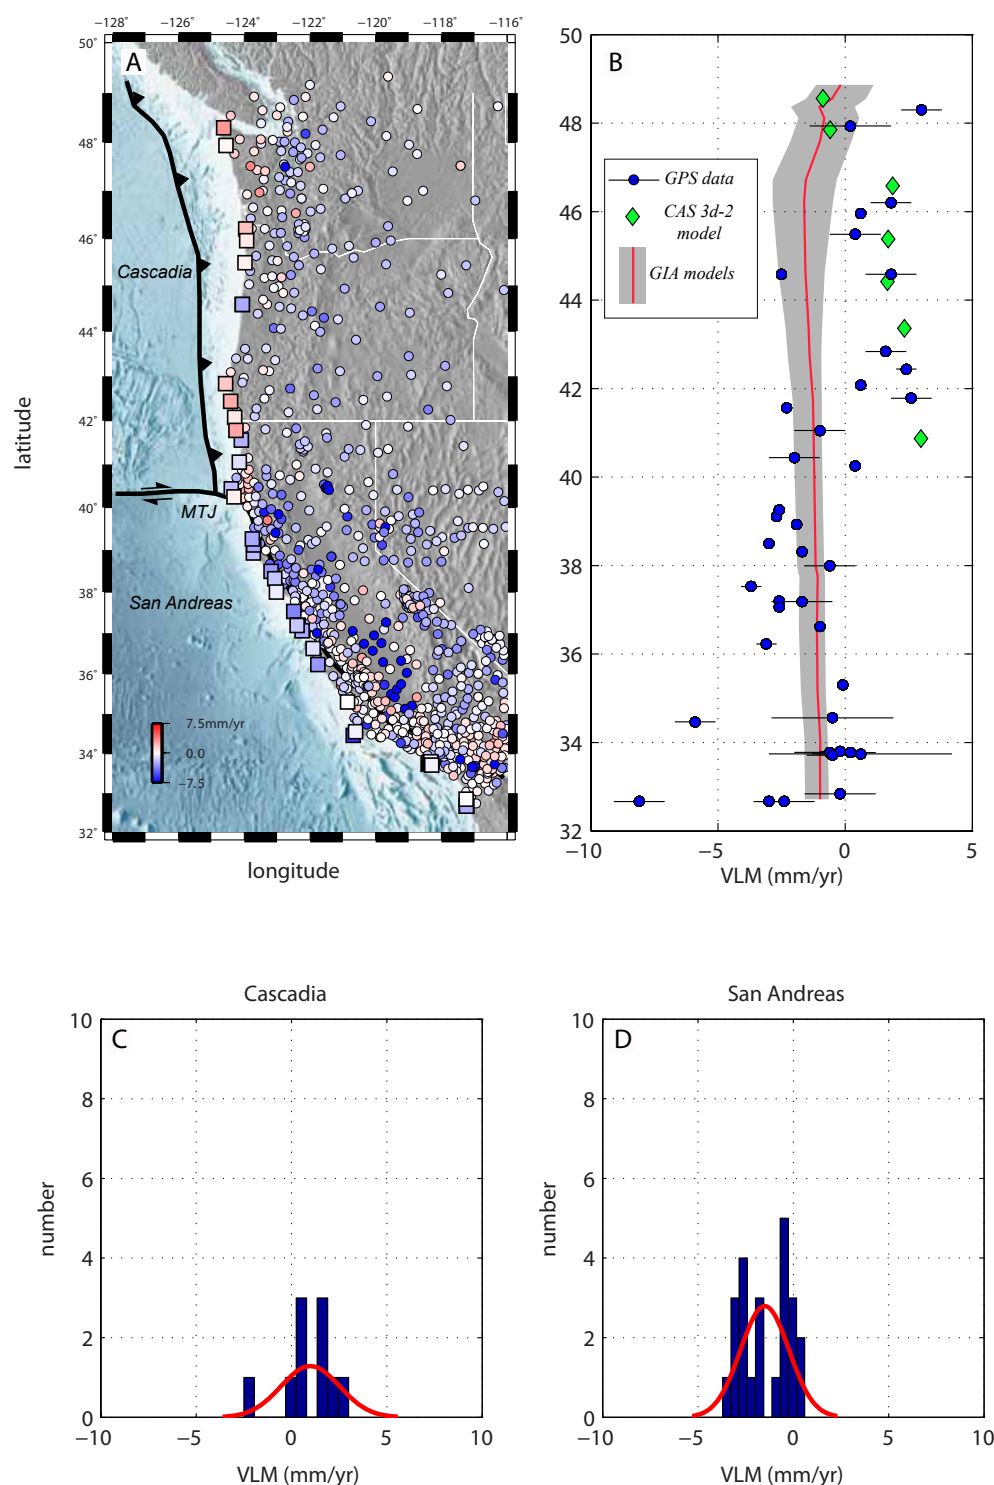 −128° −126° −124° −122° −120° −118° −116°
50°
48°
46°
44°
42°
40°
38°
36°
34°
32°
A
Cascadia
MTJ
San Andreas
7.5mm/yr
0.0
−7.5
latitude
longitude
B
50
48
46
44
42
40
38
36
34
32
GPS data
CAS 3d-2
model
GIA models
−10 −5 0 5
VLM (mm/yr)
Cascadia
C
10
8
6
4
2
0
number
−10 −5 0 5 10
VLM (mm/yr)
San Andreas
D
10
8
6
4
2
0
number
−10 −5 0 5 10
VLM (mm/yr)